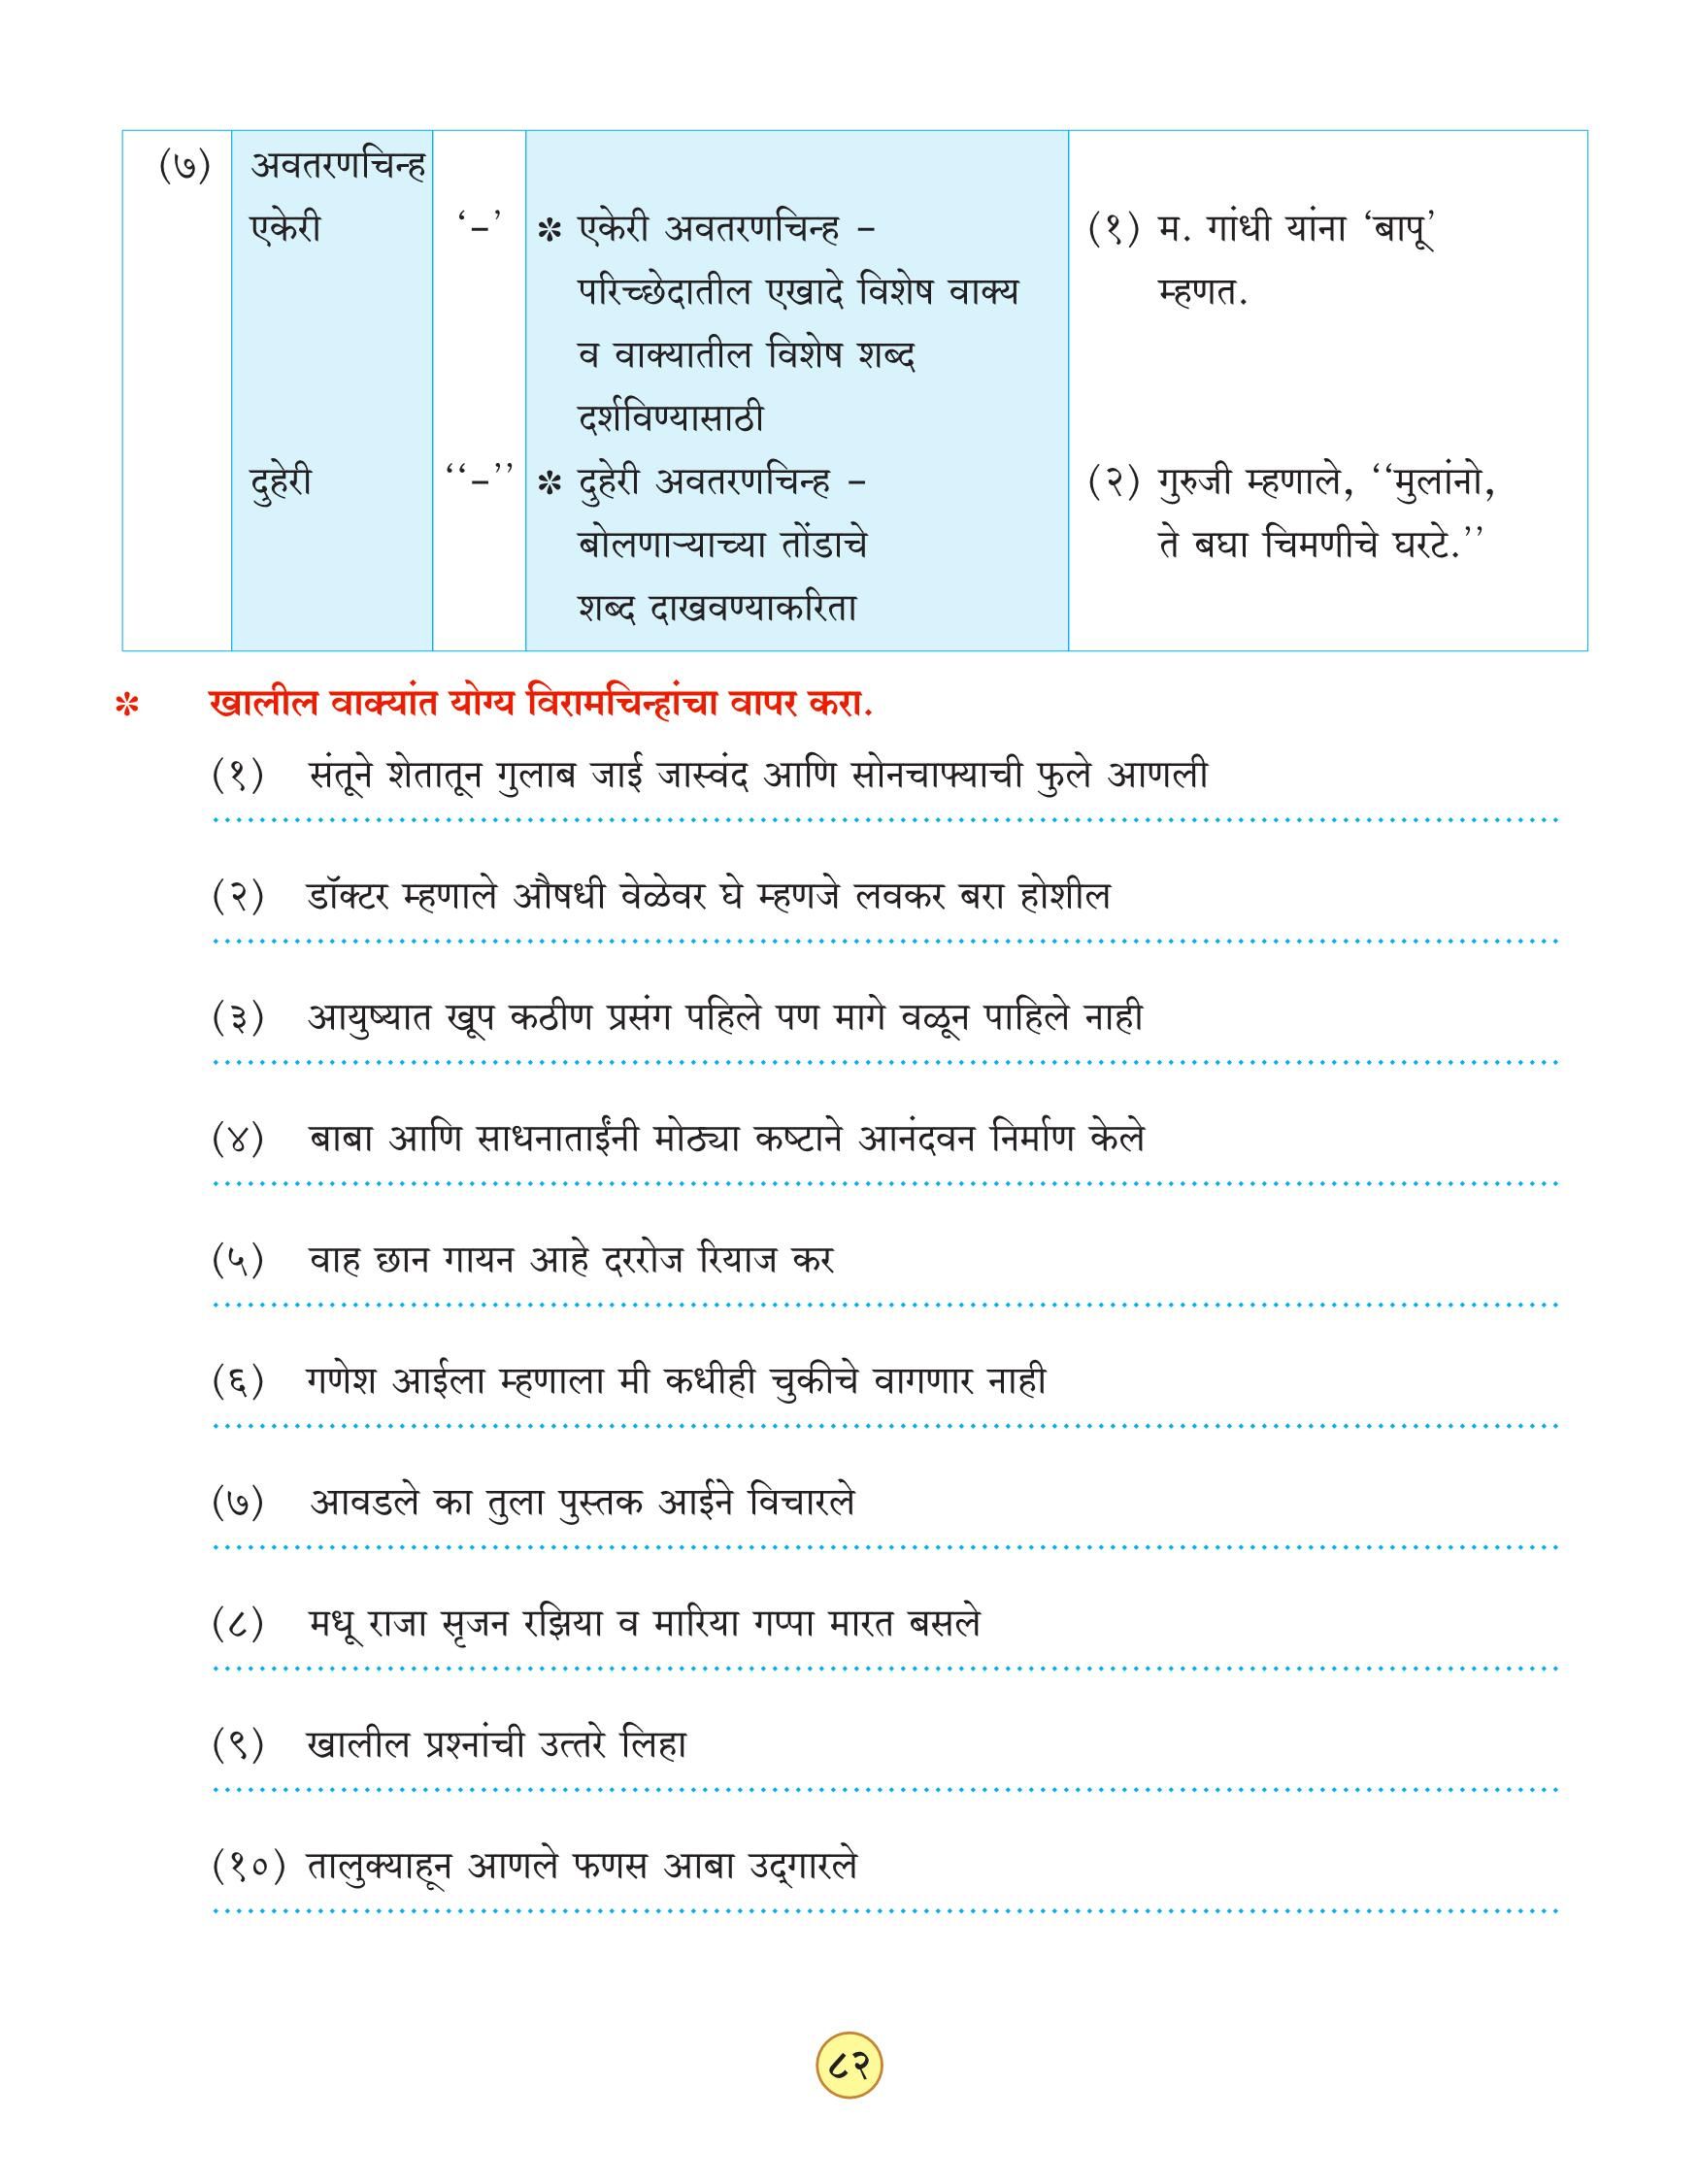 (७) अवतरणचिन्ह
एकेरी ‘–’ ✽ एकेरी अवतरणचिन्ह – (१) म. गांधी यांना ‘बापू’
परिच्छेदातील एखादे विशेष वाक्य म्हणत.
व वाक्यातील विशेष शब्द
दर्शविण्यासाठी
दुहेरी ‘‘–’’ ✽ दुहेरी अवतरणचिन्ह – (२) गुरुजी म्हणाले, ‘‘मुलांनो,
बोलणाऱ्याच्या तोंडाचे ते बघा चिमणीचे घरटे.’’
शब्द दाखवण्याकरिता
✽ खालील वाक्यांत योग्य विरामचिन्हांचा वापर करा.
(१) संतूने शेतातून गुलाब जाई जास्वंद आणि सोनचाफ्याची फुले आणली
(२) डॉक्टर म्हणाले औषधी वेळेवर घे म्हणजे लवकर बरा होशील
(३) आयुष्यात खूप कठीण प्रसंग पहिले पण मागे वळून पाहिले नाही
(४) बाबा आणि साधनाताईंनी मोठ्या कष्टाने आनंदवन निर्माण केले
(५) वाह छान गायन आहे दररोज रियाज कर
(६) गणेश आईला म्हणाला मी कधीही चुकीचे वागणार नाही
(७) आवडले का तुला पुस्तक आईने विचारले
(८) मधू राजा सृजन रझिया व मारिया गप्पा मारत बसले
(९) खालील प्रश्नांची उत्तरे लिहा
(१०) तालुक्याहून आणले फणस आबा उद्‌गारले
८२